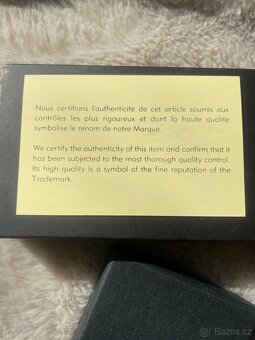 Nous certifions l'authenticité de cet article soumis aux
contrôles les plus rigoureux et dont la haute qualite
symbolise le renom de notre Marque.
We certify the authenticity of this item and confirm that it
has been subjected to the most thorough quality control.
Its high quality is a symbol of the fine reputation of the
Trademark.
Bazos.cz